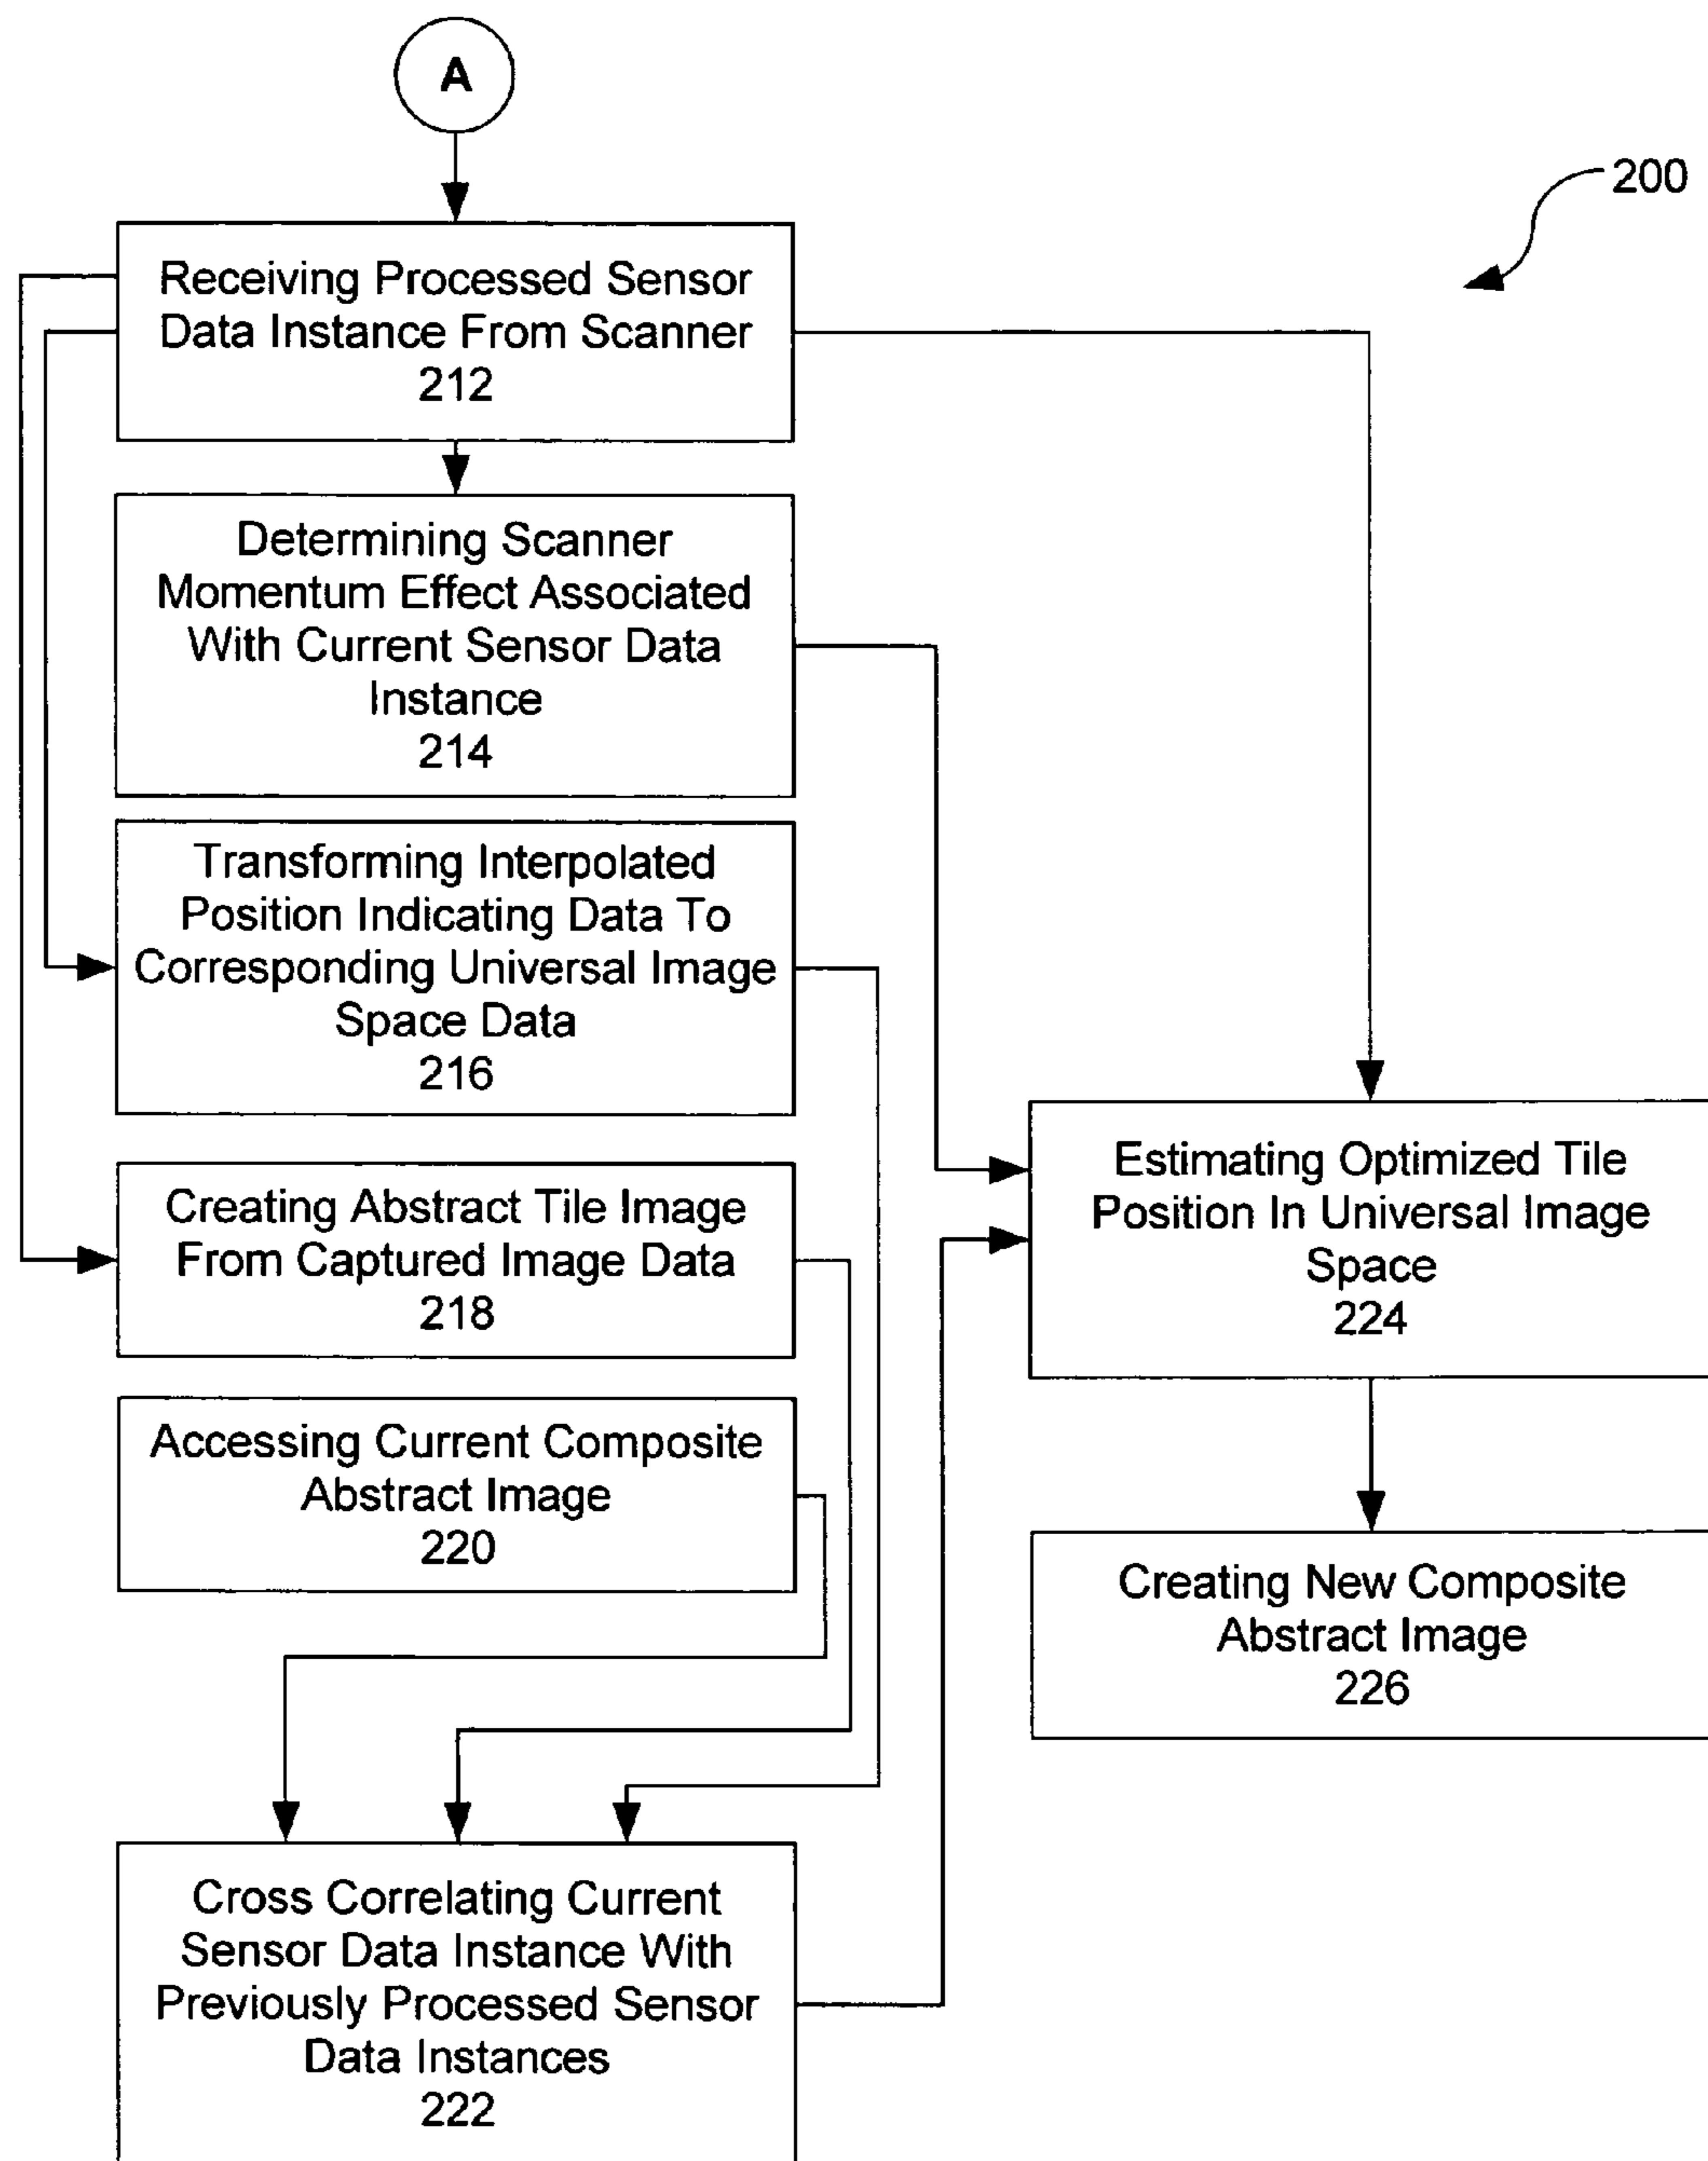 A
200
Receiving Processed Sensor
Data Instance From Scanner
212
Determining Scanner
Momentum Effect Associated
With Current Sensor Data
Instance
214
Transforming Interpolated
Position Indicating Data To
Corresponding Universal Image
Space Data
216
Creating Abstract Tile Image
From Captured Image Data
218
Accessing Current Composite
Abstract Image
220
Cross Correlating Current
Sensor Data Instance With
Previously Processed Sensor
Data Instances
222
Estimating Optimized Tile
Position In Universal Image
Space
224
Creating New Composite
Abstract Image
226